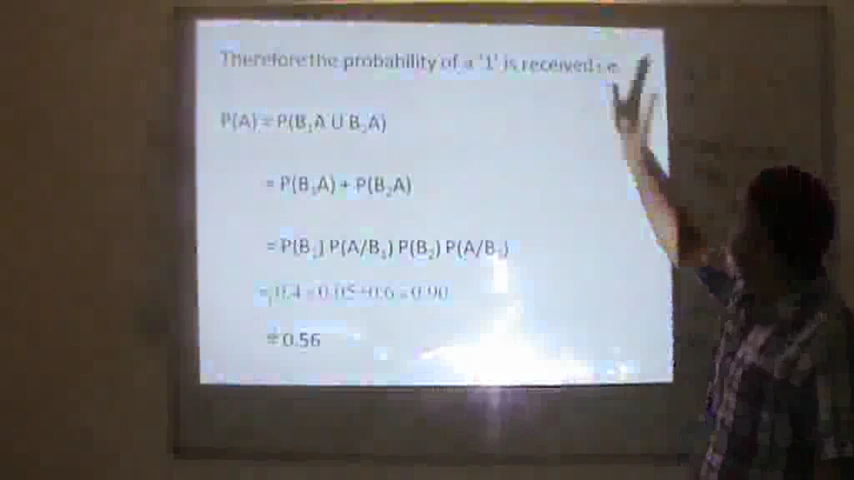 Therefore the probability of a '1' is received i.e.
P(A) = P(B₁A U B₂A)
= P(B₁A) + P(B₂A)
= P(B₁) P(A/B₁) P(B₂) P(A/B₂)
= 0.4 × 0.05 + 0.6 × 0.90
= 0.56